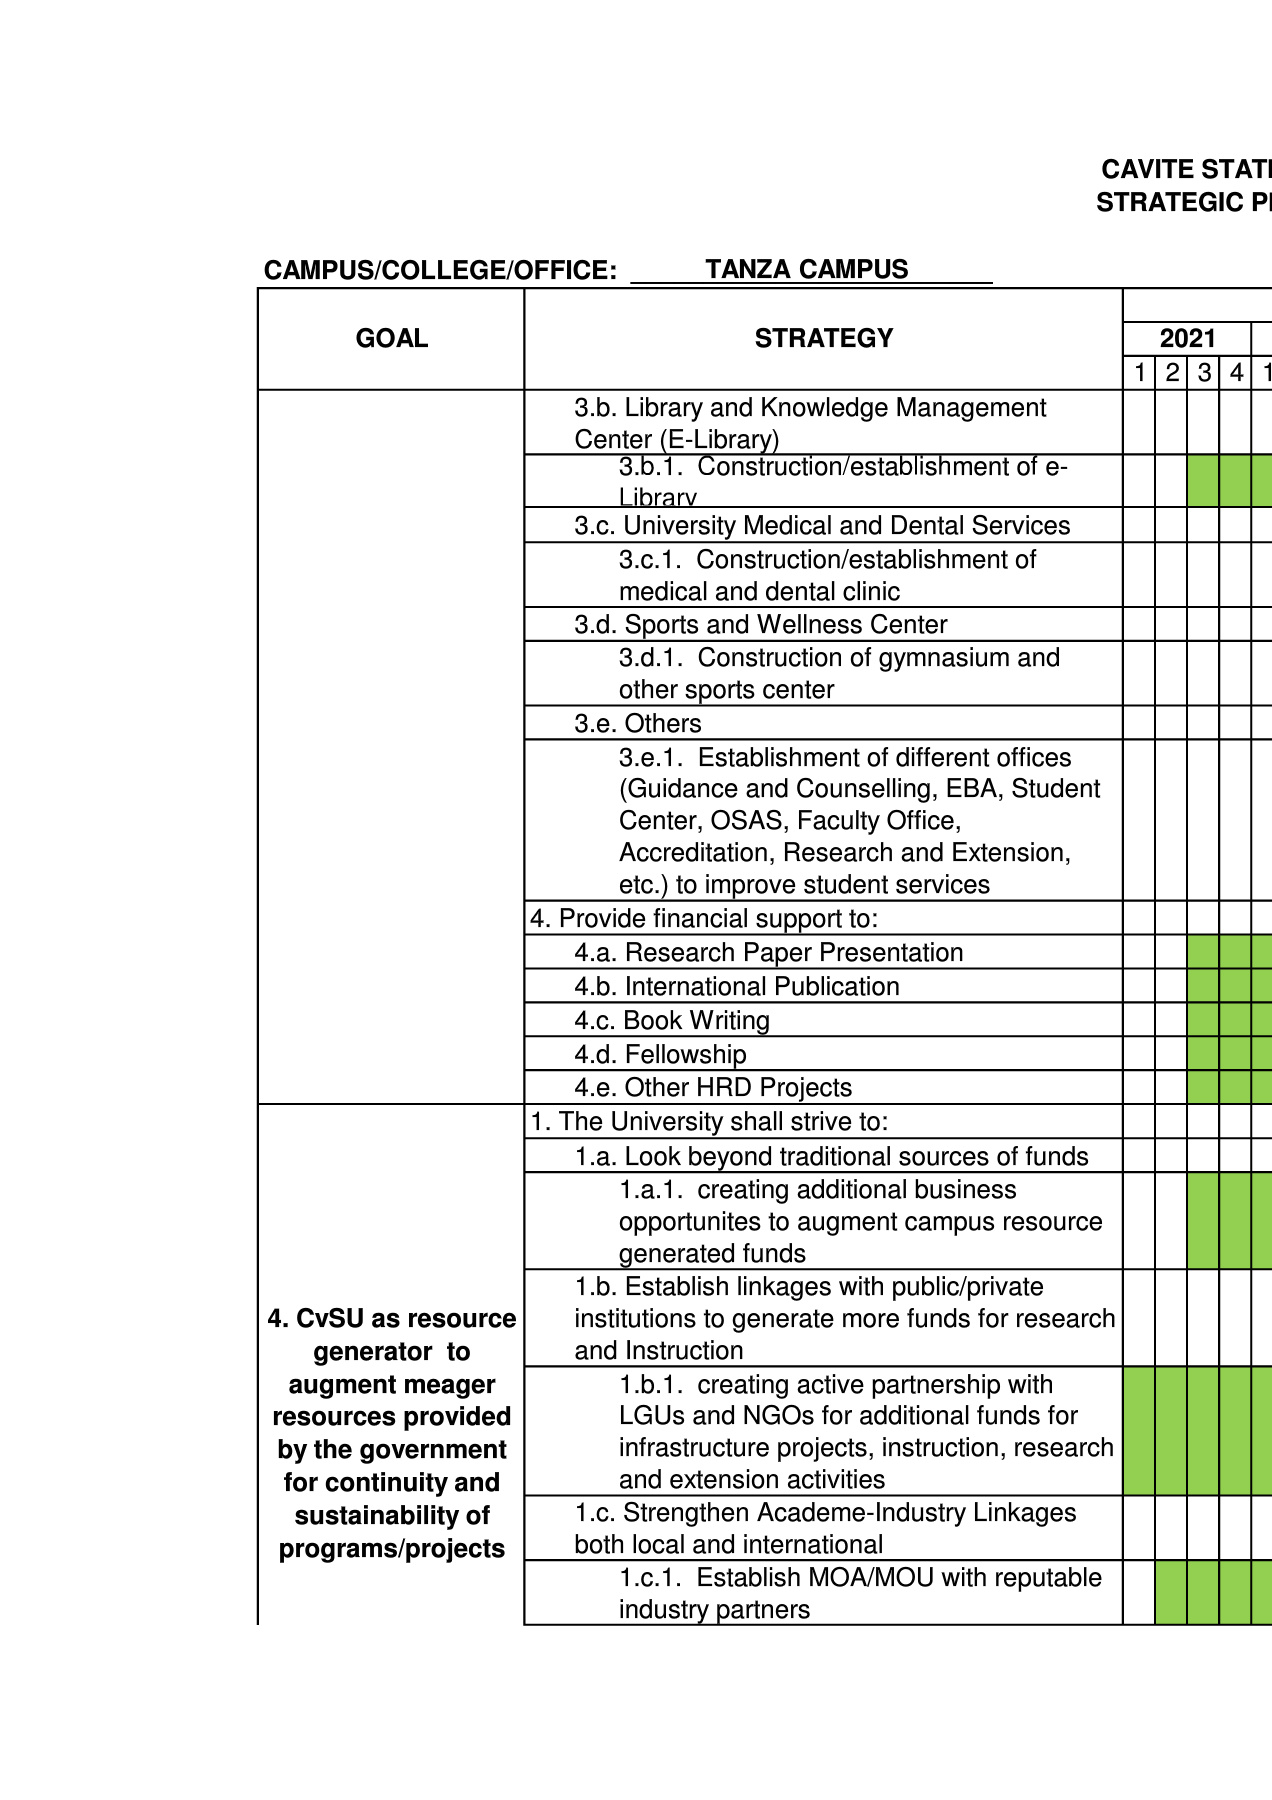 CAVITE STAT
STRATEGIC P
CAMPUS/COLLEGE/OFFICE: TANZA CAMPUS
GOAL STRATEGY
2021
1 2 3 4 1
3.b. Library and Knowledge Management
Center (E-Library)
3.b.1. Construction/establishment of e-
Library
3.c. University Medical and Dental Services
3.c.1. Construction/establishment of
medical and dental clinic
3.d. Sports and Wellness Center
3.d.1. Construction of gymnasium and
other sports center
3.e. Others
3.e.1. Establishment of different offices
(Guidance and Counselling, EBA, Student
Center, OSAS, Faculty Office,
Accreditation, Research and Extension,
etc.) to improve student services
4. Provide financial support to:
4.a. Research Paper Presentation
4.b. International Publication
4.c. Book Writing
4.d. Fellowship
4.e. Other HRD Projects
4. CvSU as resource
generator to
augment meager
resources provided
by the government
for continuity and
sustainability of
programs/projects
1. The University shall strive to:
1.a. Look beyond traditional sources of funds
1.a.1. creating additional business
opportunites to augment campus resource
generated funds
1.b. Establish linkages with public/private
institutions to generate more funds for research
and Instruction
1.b.1. creating active partnership with
LGUs and NGOs for additional funds for
infrastructure projects, instruction, research
and extension activities
1.c. Strengthen Academe-Industry Linkages
both local and international
1.c.1. Establish MOA/MOU with reputable
industry partners